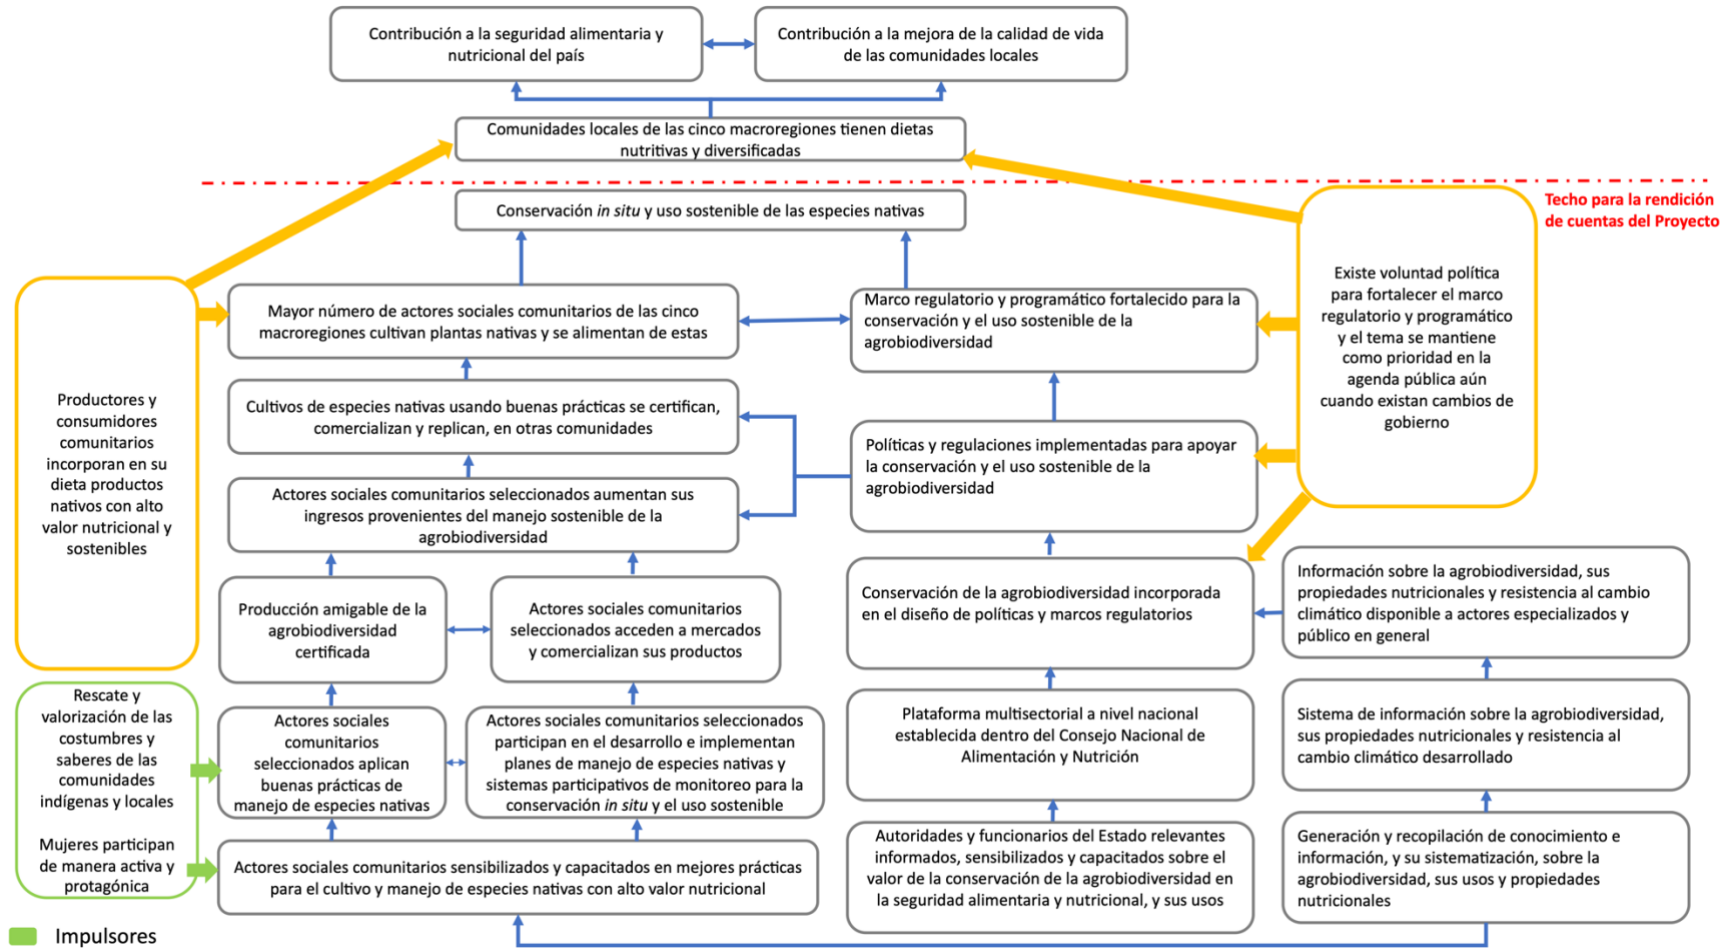 Contribución a la seguridad alimentaria y
nutricional del país
Contribución a la mejora de la calidad de vida
de las comunidades locales
Comunidades locales de las cinco macroregiones tienen dietas
nutritivas y diversificadas
Techo para la rendición
de cuentas del Proyecto
Conservación in situ y uso sostenible de las especies nativas
Productores y
consumidores
comunitarios
incorporan en su
dieta productos
nativos con alto
valor nutricional y
sostenibles
Mayor número de actores sociales comunitarios de las cinco
macroregiones cultivan plantas nativas y se alimentan de estas
Marco regulatorio y programático fortalecido para la
conservación y el uso sostenible de la
agrobiodiversidad
Existe voluntad política
para fortalecer el marco
regulatorio y programático
y el tema se mantiene
como prioridad en la
agenda pública aún
cuando existan cambios de
gobierno
Cultivos de especies nativas usando buenas prácticas se certifican,
comercializan y replican, en otras comunidades
Políticas y regulaciones implementadas para apoyar
la conservación y el uso sostenible de la
agrobiodiversidad
Actores sociales comunitarios seleccionados aumentan sus
ingresos provenientes del manejo sostenible de la
agrobiodiversidad
Producción amigable de la
agrobiodiversidad
certificada
Actores sociales comunitarios
seleccionados acceden a mercados
y comercializan sus productos
Conservación de la agrobiodiversidad incorporada
en el diseño de políticas y marcos regulatorios
Información sobre la agrobiodiversidad, sus
propiedades nutricionales y resistencia al cambio
climático disponible a actores especializados y
público en general
Rescate y
valorización de las
costumbres y
saberes de las
comunidades
indígenas y locales
Mujeres participan
de manera activa y
protagónica
Actores sociales
comunitarios
seleccionados aplican
buenas prácticas de
manejo de especies nativas
Actores sociales comunitarios seleccionados
participan en el desarrollo e implementan
planes de manejo de especies nativas y
sistemas participativos de monitoreo para la
conservación in situ y el uso sostenible
Plataforma multisectorial a nivel nacional
establecida dentro del Consejo Nacional de
Alimentación y Nutrición
Sistema de información sobre la agrobiodiversidad,
sus propiedades nutricionales y resistencia al
cambio climático desarrollado
Actores sociales comunitarios sensibilizados y capacitados en mejores prácticas
para el cultivo y manejo de especies nativas con alto valor nutricional
Autoridades y funcionarios del Estado relevantes
informados, sensibilizados y capacitados sobre el
valor de la conservación de la agrobiodiversidad en
la seguridad alimentaria y nutricional, y sus usos
Generación y recopilación de conocimiento e
información, y su sistematización, sobre la
agrobiodiversidad, sus usos y propiedades
nutricionales
Impulsores